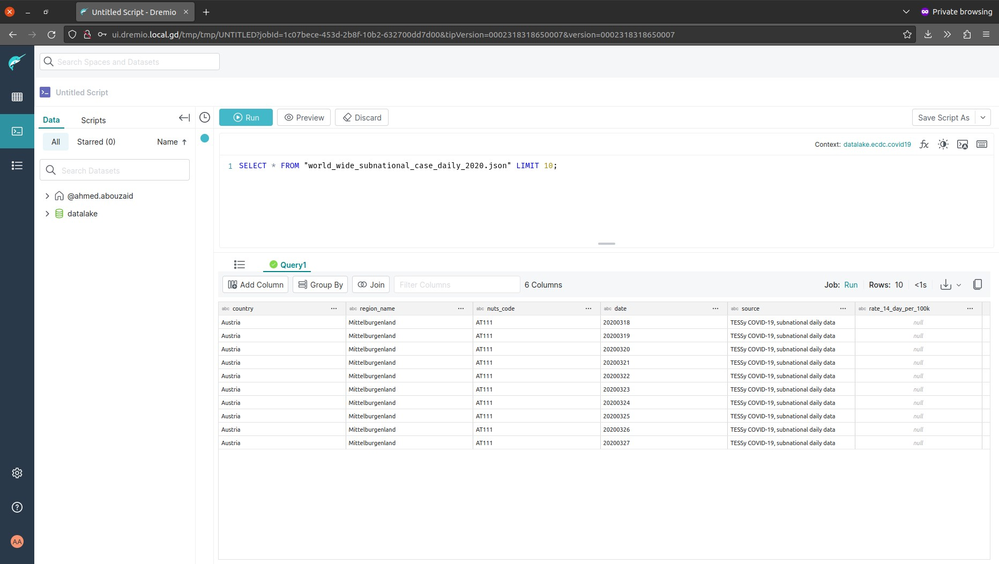 Untitled Script - Dremio
Private browsing
ui.dremio.local.gd/tmp/tmp/UNTITLED?jobId=1c07bece-453d-2b8f-10b2-632700dd7d00&tipVersion=0002318318650007&version=0002318318650007
Search Spaces and Datasets
Untitled Script
Data Scripts
Run Preview Discard Save Script As
All Starred (0) Name
Context: datalake.ecdc.covid19
Search Datasets
@ahmed.abouzaid
datalake
1 SELECT * FROM "world_wide_subnational_case_daily_2020.json" LIMIT 10;
Query1
Add Column Group By Join Filter Columns 6 Columns Job: Run Rows: 10 <1s
abc country abc region_name abc nuts_code abc date abc source abc rate_14_day_per_100k
Austria Mittelburgenland AT111 20200318 TESSy COVID-19, subnational daily data null
Austria Mittelburgenland AT111 20200319 TESSy COVID-19, subnational daily data null
Austria Mittelburgenland AT111 20200320 TESSy COVID-19, subnational daily data null
Austria Mittelburgenland AT111 20200321 TESSy COVID-19, subnational daily data null
Austria Mittelburgenland AT111 20200322 TESSy COVID-19, subnational daily data null
Austria Mittelburgenland AT111 20200323 TESSy COVID-19, subnational daily data null
Austria Mittelburgenland AT111 20200324 TESSy COVID-19, subnational daily data null
Austria Mittelburgenland AT111 20200325 TESSy COVID-19, subnational daily data null
Austria Mittelburgenland AT111 20200326 TESSy COVID-19, subnational daily data null
Austria Mittelburgenland AT111 20200327 TESSy COVID-19, subnational daily data null
AA